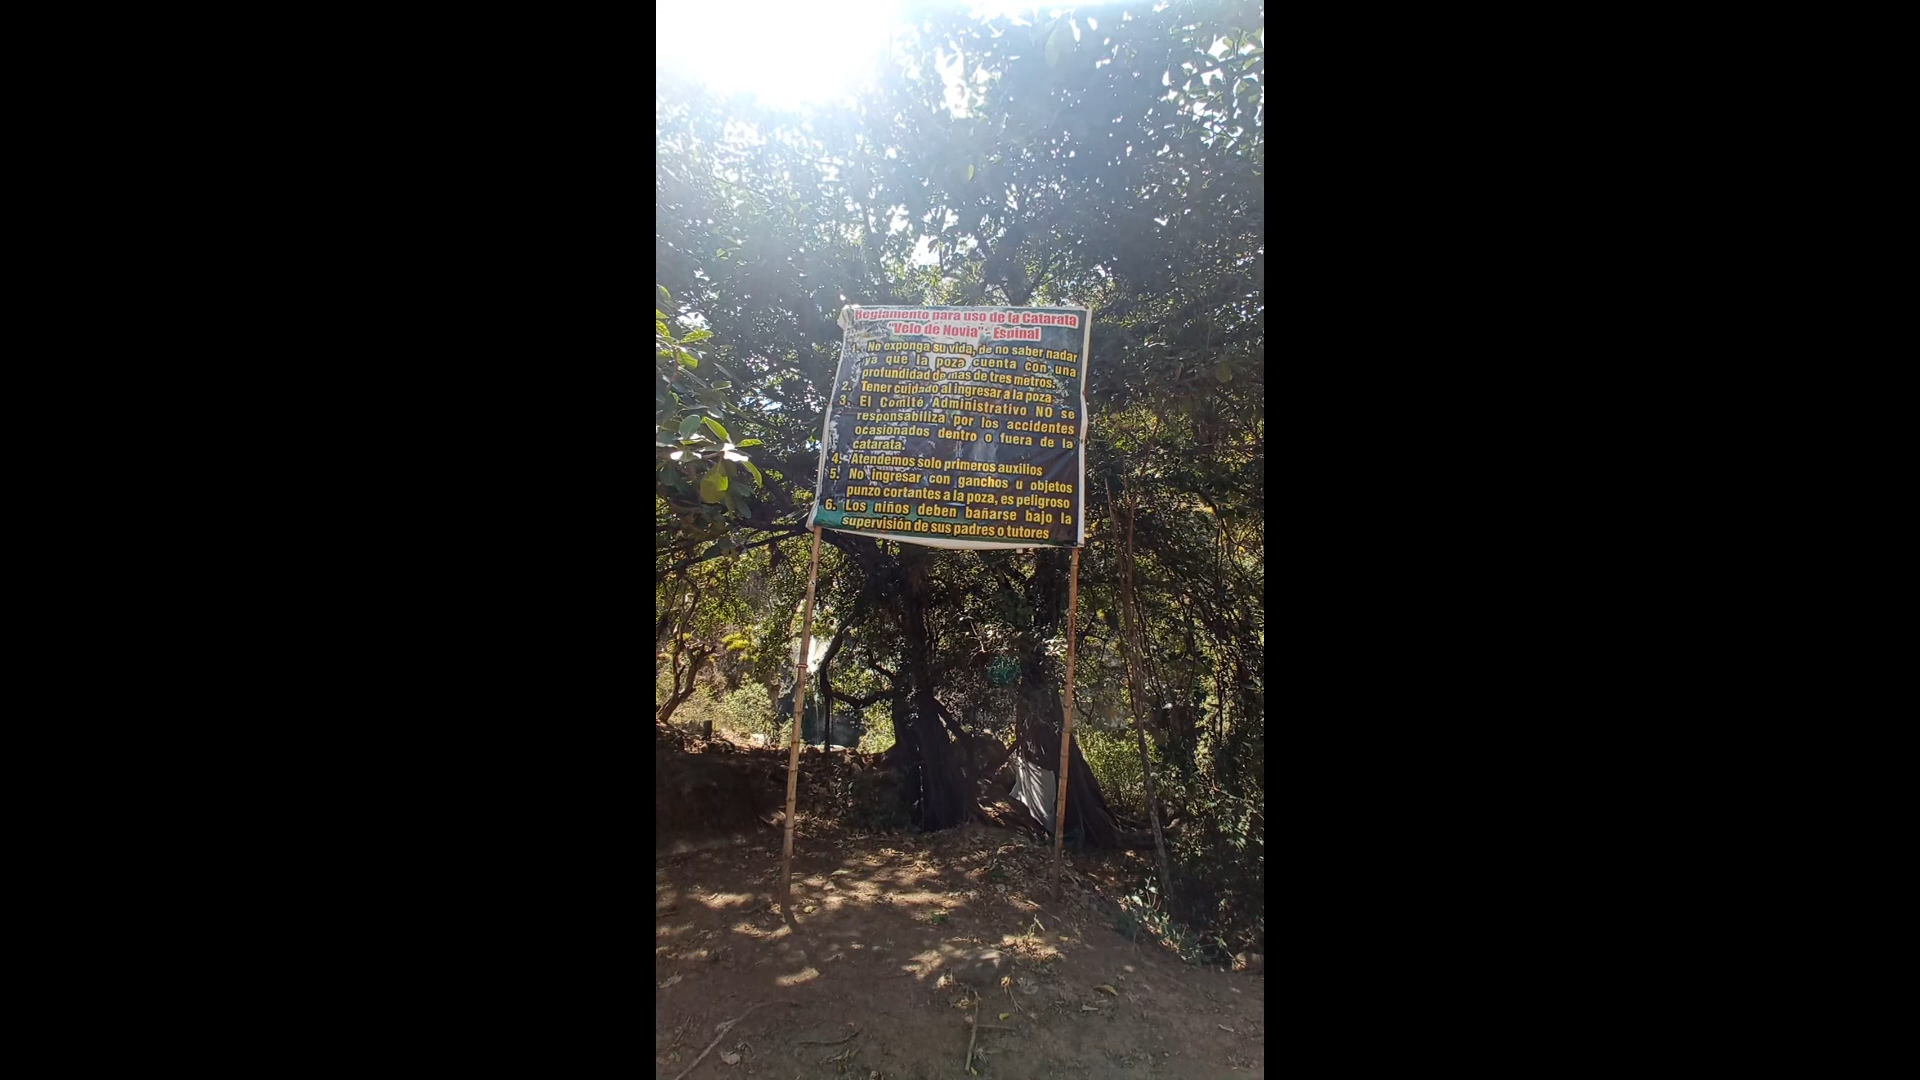 Reglamento para uso de la Catarata
"Velo de Novia" - Espinal
1. No exponga su vida, de no saber nadar
ya que la poza cuenta con una
profundidad de mas de tres metros.
2. Tener cuidado al ingresar a la poza
3. El Comité Administrativo NO se
responsabiliza por los accidentes
ocasionados dentro o fuera de la
catarata.
4. Atendemos solo primeros auxilios
5. No ingresar con ganchos u objetos
punzo cortantes a la poza, es peligroso
6. Los niños deben bañarse bajo la
supervisión de sus padres o tutores